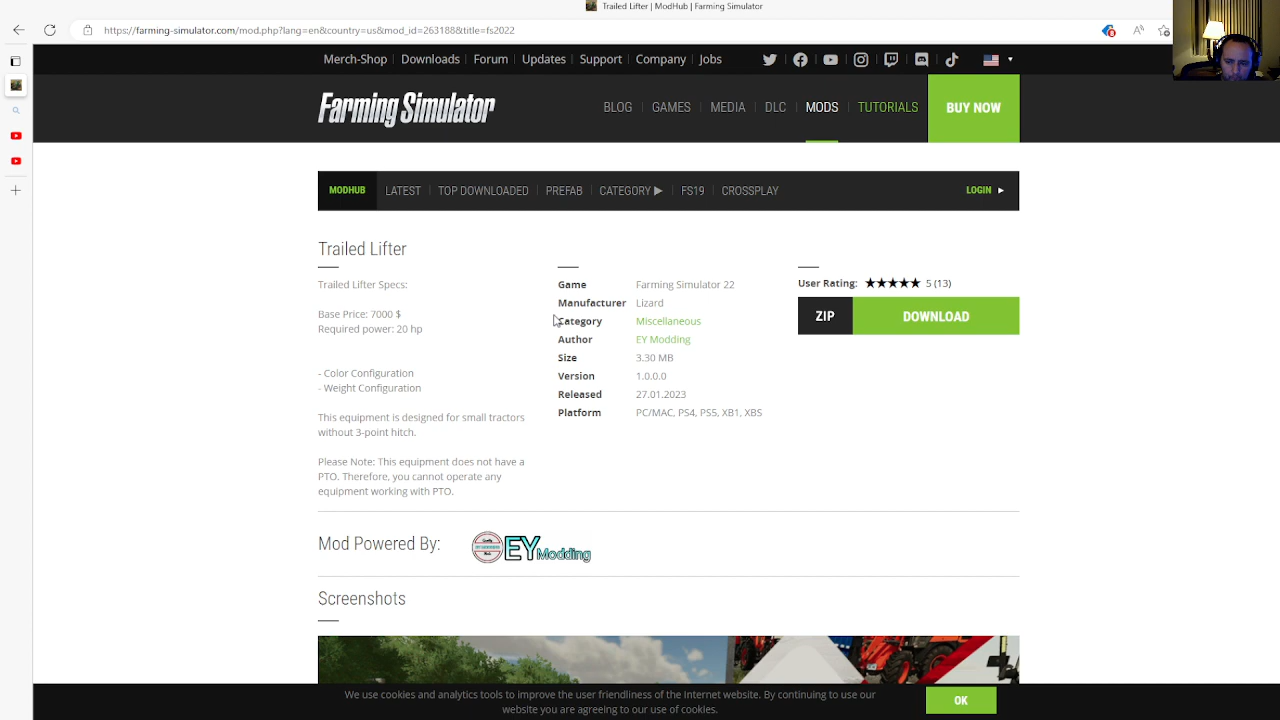 Trailed Lifter | ModHub | Farming Simulator
https://farming-simulator.com/mod.php?lang=en&country=us&mod_id=263188&title=fs2022
Merch-Shop Downloads Forum Updates Support Company Jobs
Farming Simulator
BLOG GAMES MEDIA DLC MODS TUTORIALS BUY NOW
MODHUB LATEST TOP DOWNLOADED PREFAB CATEGORY ▶ FS19 CROSSPLAY LOGIN ▶
Trailed Lifter
Trailed Lifter Specs:
Base Price: 7000 $
Required power: 20 hp
- Color Configuration
- Weight Configuration
This equipment is designed for small tractors
without 3-point hitch.
Please Note: This equipment does not have a
PTO. Therefore, you cannot operate any
equipment working with PTO.
Game Farming Simulator 22
Manufacturer Lizard
Category Miscellaneous
Author EY Modding
Size 3.30 MB
Version 1.0.0.0
Released 27.01.2023
Platform PC/MAC, PS4, PS5, XB1, XBS
User Rating: ★★★★★ 5 (13)
ZIP DOWNLOAD
Mod Powered By:
EY Modding
Screenshots
We use cookies and analytics tools to improve the user friendliness of the Internet website. By continuing to use our
website you are agreeing to our use of cookies.
OK